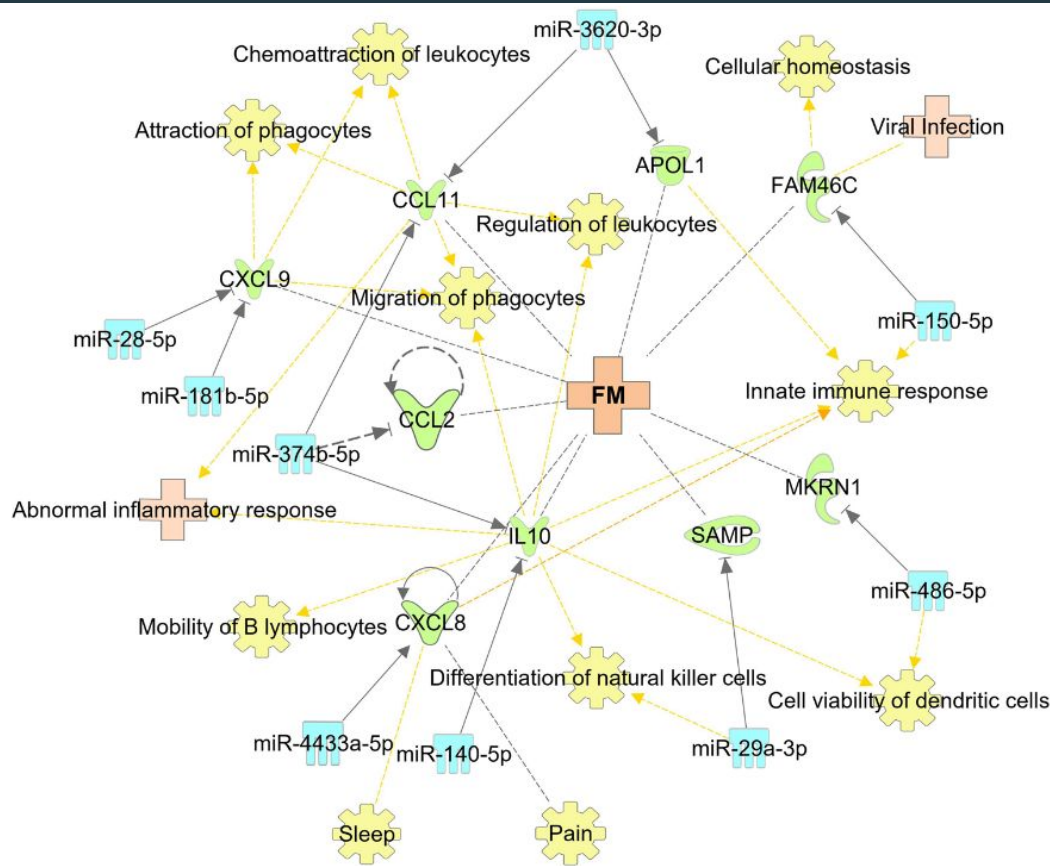 miR-3620-3p
Chemoattraction of leukocytes
Cellular homeostasis
Attraction of phagocytes
Viral Infection
APOL1
FAM46C
CCL11
Regulation of leukocytes
CXCL9
Migration of phagocytes
miR-150-5p
miR-28-5p
miR-181b-5p
FM
Innate immune response
CCL2
miR-374b-5p
MKRN1
Abnormal inflammatory response
IL10
SAMP
miR-486-5p
Mobility of B lymphocytes
CXCL8
Differentiation of natural killer cells
Cell viability of dendritic cells
miR-4433a-5p
miR-140-5p
miR-29a-3p
Sleep
Pain